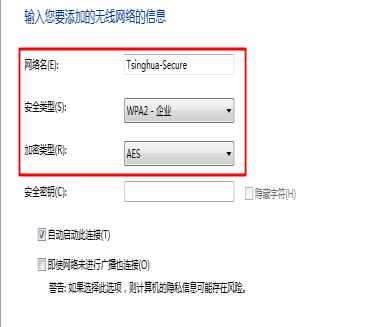 输入您要添加的无线网络的信息
网络名(E): Tsinghua-Secure
安全类型(S): WPA2 - 企业
加密类型(R): AES
安全密钥(C): 隐藏字符(H)
自动启动此连接(T)
即使网络未进行广播也连接(O)
警告: 如果选择此选项，则计算机的隐私信息可能存在风险。